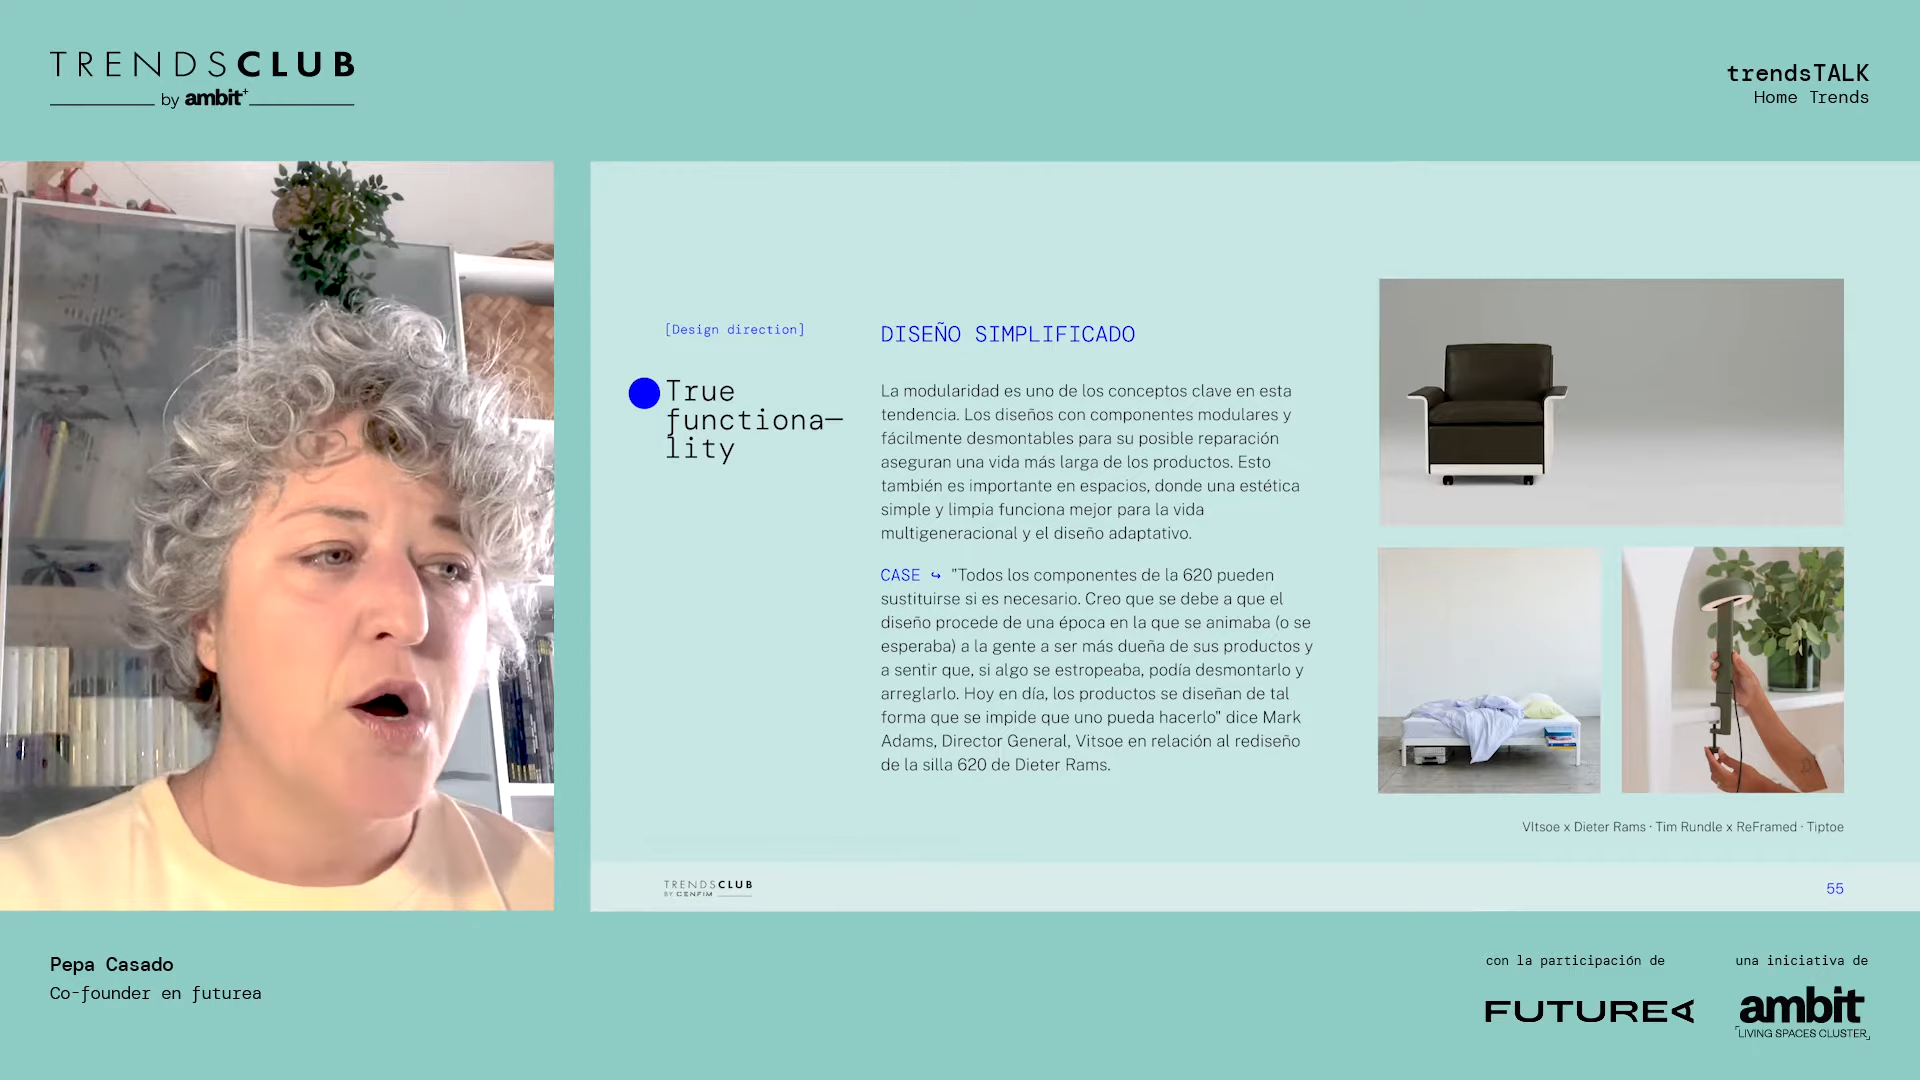 TRENDSCLUB
by ambit+
trendsTALK
Home Trends
[Design direction]
True
functiona—
lity
DISEÑO SIMPLIFICADO
La modularidad es uno de los conceptos clave en esta
tendencia. Los diseños con componentes modulares y
fácilmente desmontables para su posible reparación
aseguran una vida más larga de los productos. Esto
también es importante en espacios, donde una estética
simple y limpia funciona mejor para la vida
multigeneracional y el diseño adaptativo.
CASE ↪ "Todos los componentes de la 620 pueden
sustituirse si es necesario. Creo que se debe a que el
diseño procede de una época en la que se animaba (o se
esperaba) a la gente a ser más dueña de sus productos y
a sentir que, si algo se estropeaba, podía desmontarlo y
arreglarlo. Hoy en día, los productos se diseñan de tal
forma que se impide que uno pueda hacerlo" dice Mark
Adams, Director General, Vitsoe en relación al rediseño
de la silla 620 de Dieter Rams.
VItsoe x Dieter Rams · Tim Rundle x ReFramed · Tiptoe
TRENDSCLUB
BY CENFIM
55
Pepa Casado
Co-founder en futurea
con la participación de
FUTUREA
una iniciativa de
ambit
LIVING SPACES CLUSTER